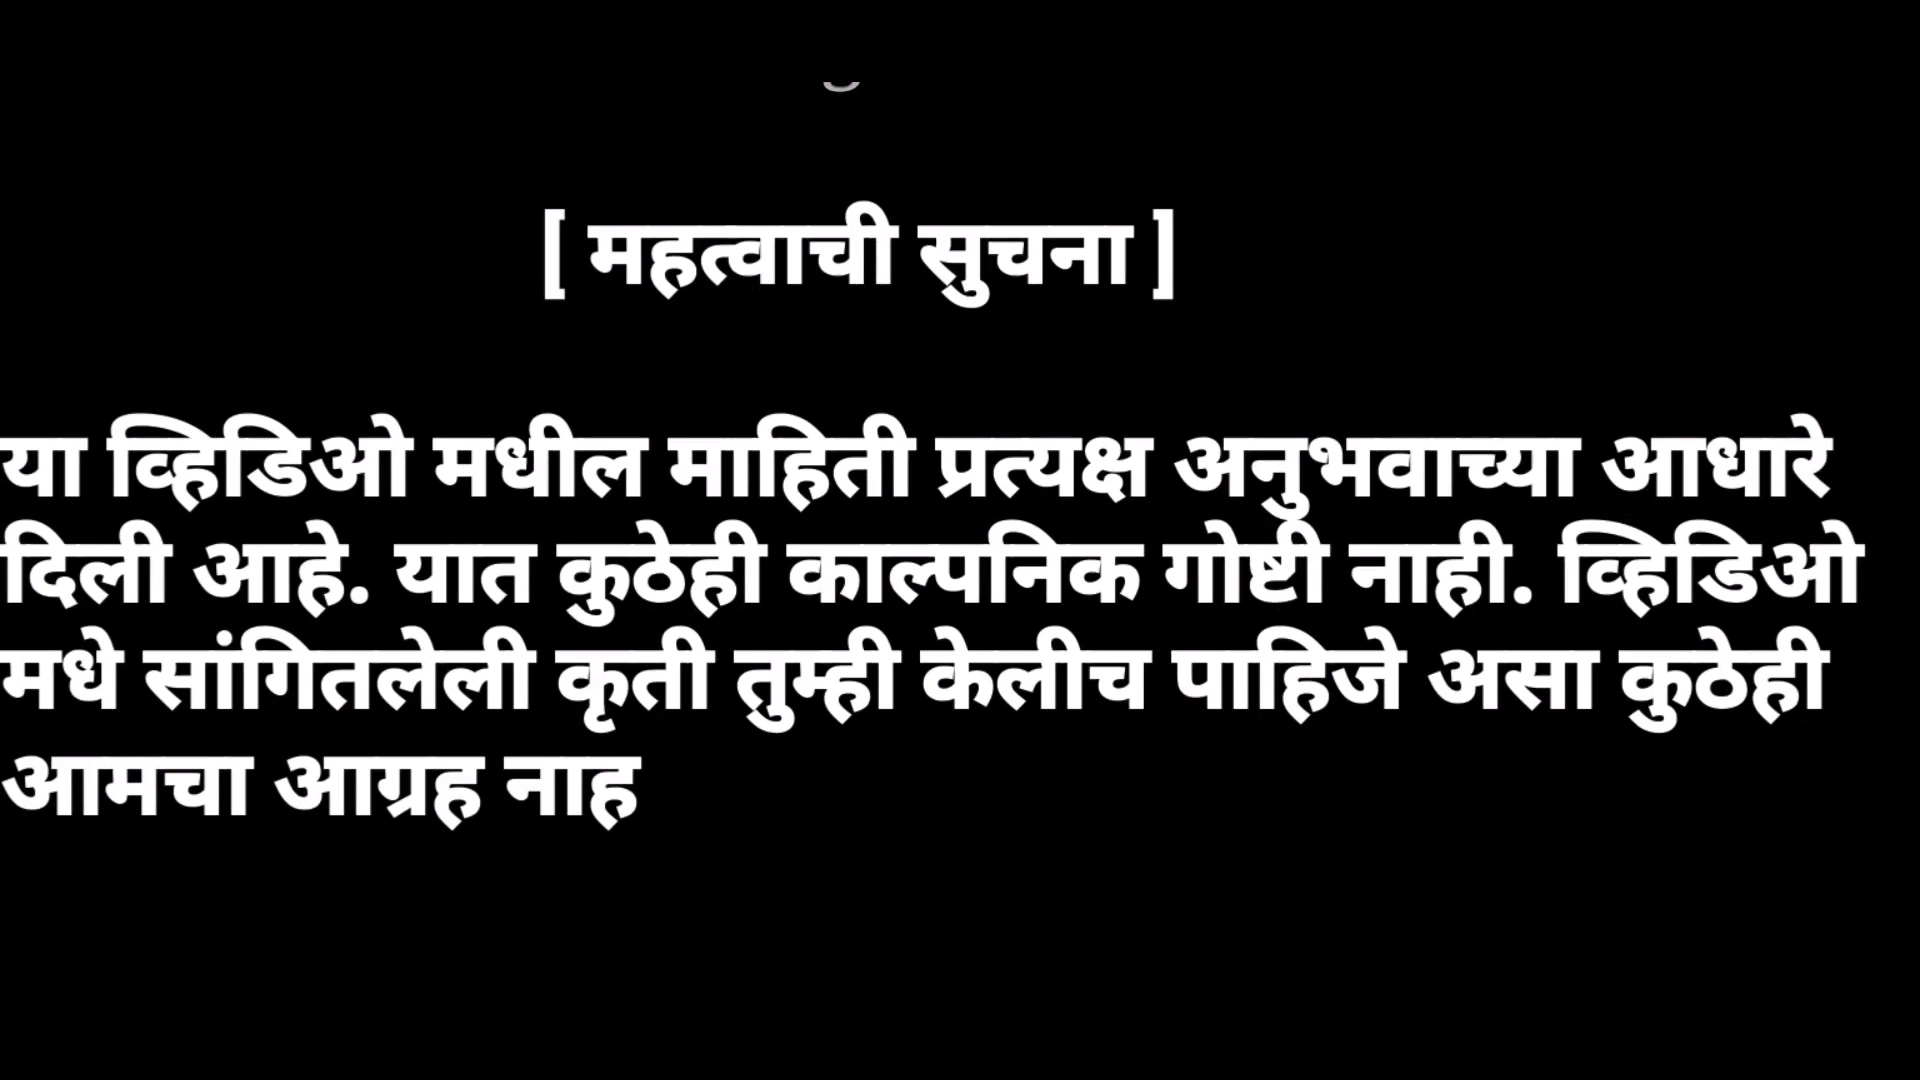 [ महत्वाची सुचना ]
या व्हिडिओ मधील माहिती प्रत्यक्ष अनुभवाच्या आधारे
दिली आहे. यात कुठेही काल्पनिक गोष्टी नाही. व्हिडिओ
मधे सांगितलेली कृती तुम्ही केलीच पाहिजे असा कुठेही
आमचा आग्रह नाह